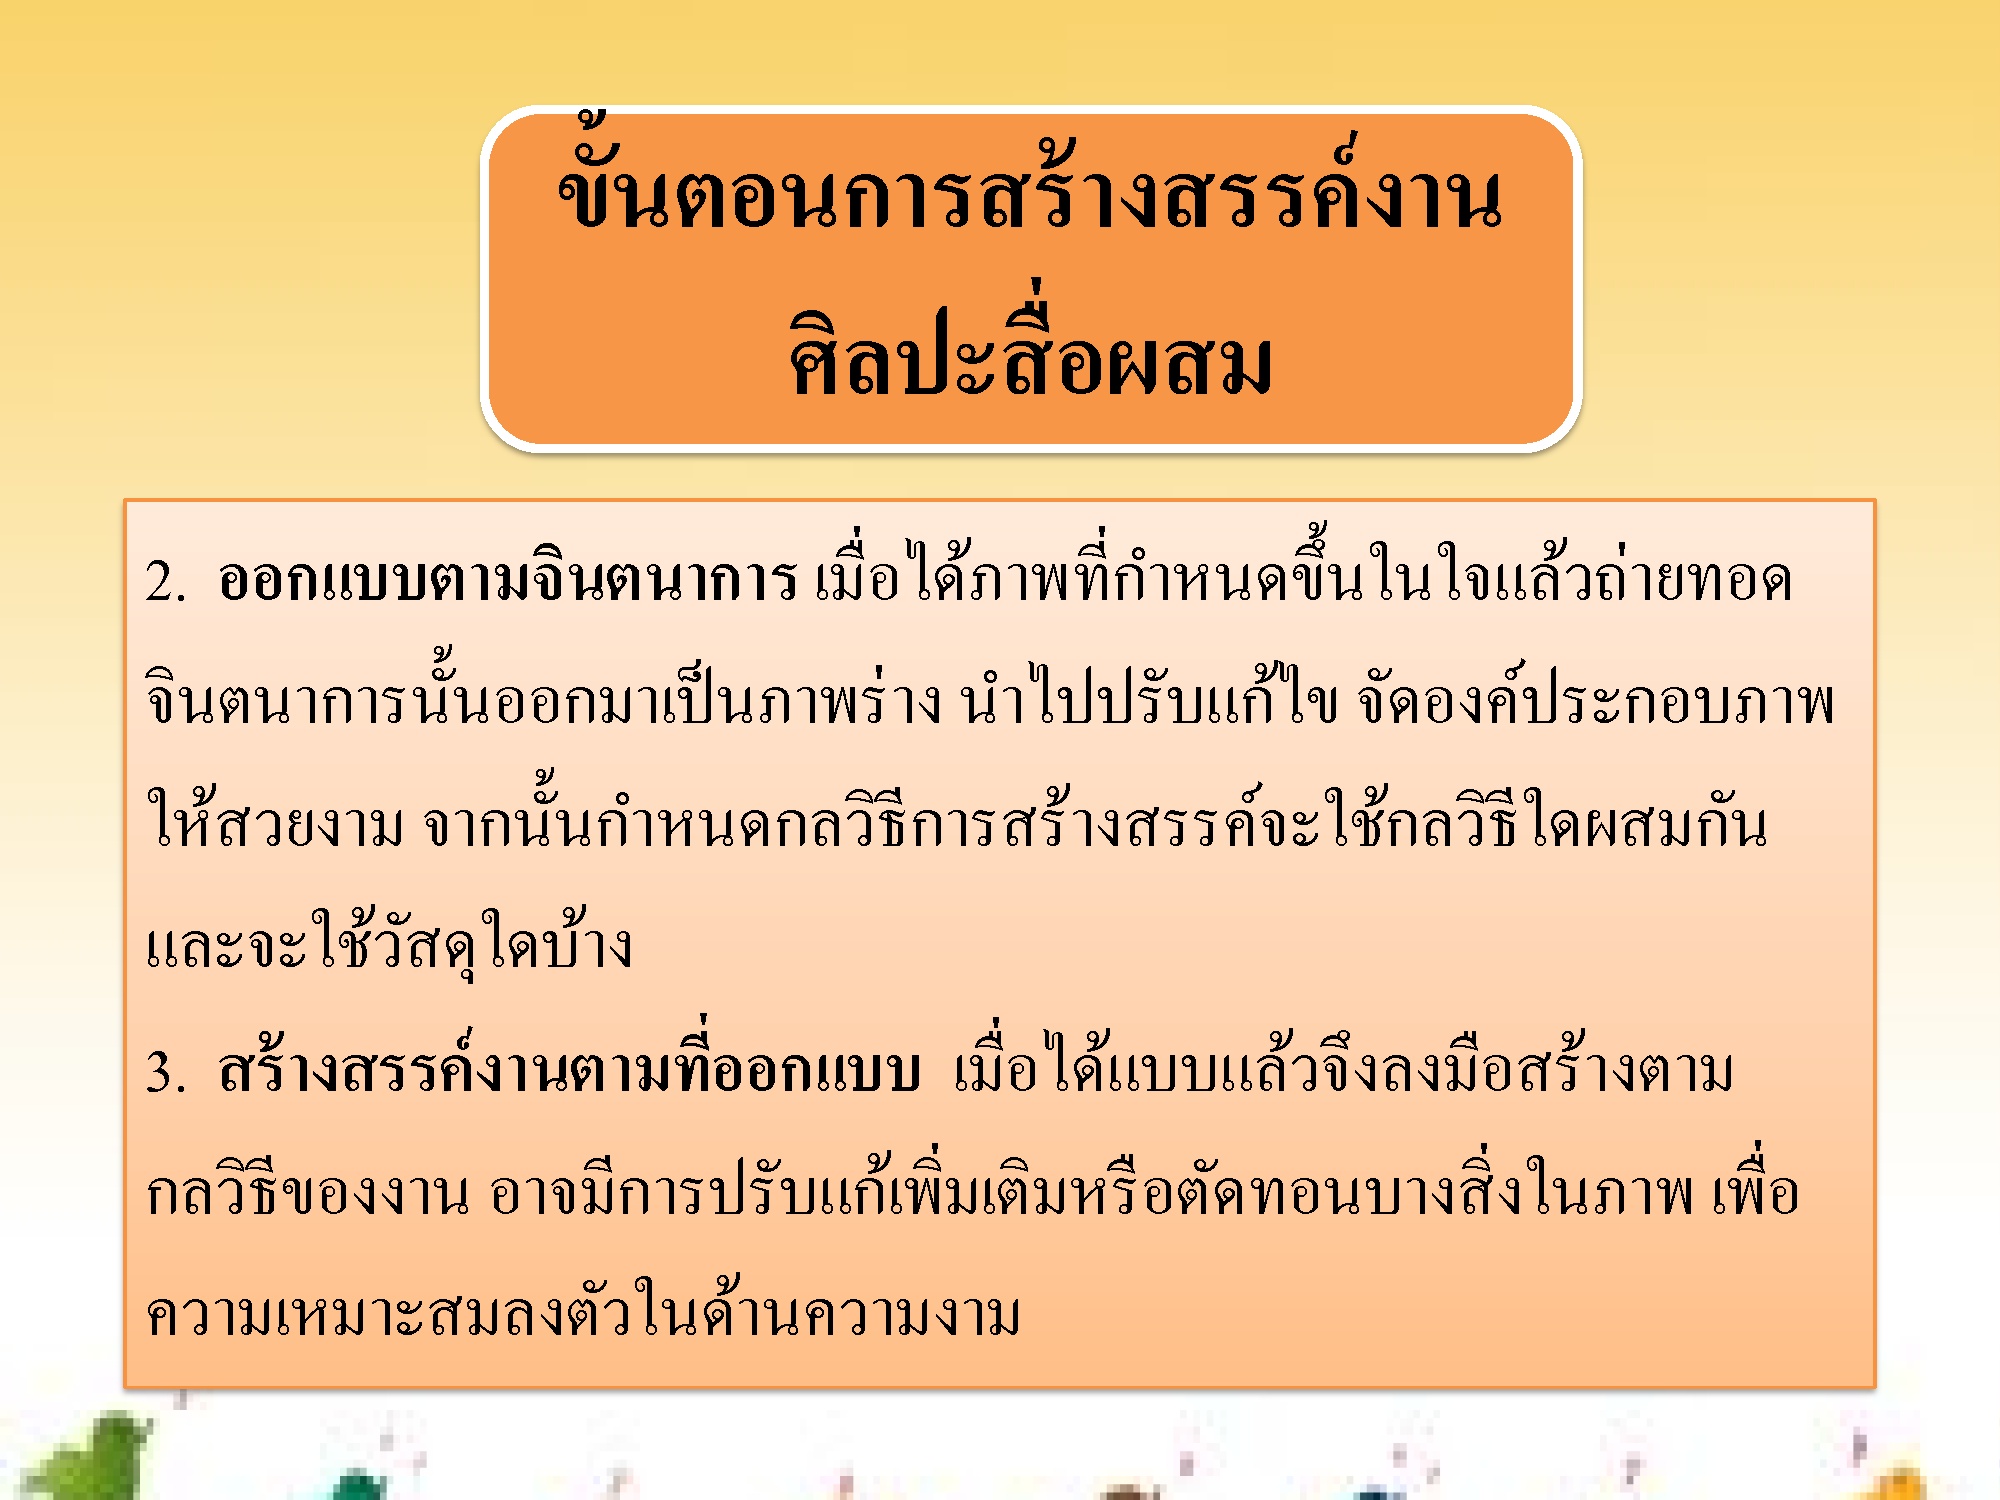 ขั้นตอนการสร้างสรรค์งาน
ศิลปะสื่อผสม
2. ออกแบบตามจินตนาการ เมื่อได้ภาพที่กำหนดขึ้นในใจแล้วถ่ายทอด
จินตนาการนั้นออกมาเป็นภาพร่าง นำไปปรับแก้ไข จัดองค์ประกอบภาพ
ให้สวยงาม จากนั้นกำหนดกลวิธีการสร้างสรรค์จะใช้กลวิธีใดผสมกัน
และจะใช้วัสดุใดบ้าง
3. สร้างสรรค์งานตามที่ออกแบบ เมื่อได้แบบแล้วจึงลงมือสร้างตาม
กลวิธีของงาน อาจมีการปรับแก้เพิ่มเติมหรือตัดทอนบางสิ่งในภาพ เพื่อ
ความเหมาะสมลงตัวในด้านความงาม